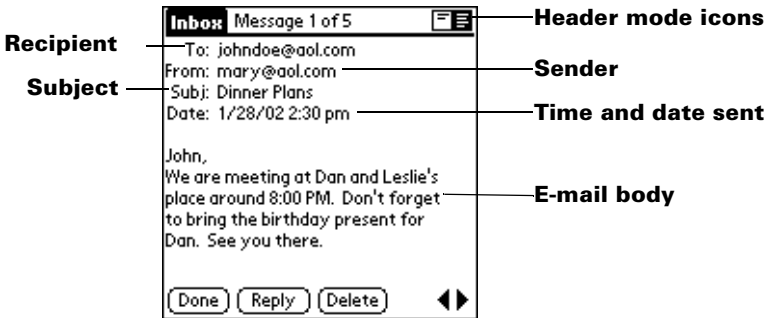 Inbox Message 1 of 5
Header mode icons
Recipient
To: johndoe@aol.com
From: mary@aol.com
Sender
Subject
Subj: Dinner Plans
Date: 1/28/02 2:30 pm
Time and date sent
John,
We are meeting at Dan and Leslie's
place around 8:00 PM. Don't forget
E-mail body
to bring the birthday present for
Dan. See you there.
Done Reply Delete